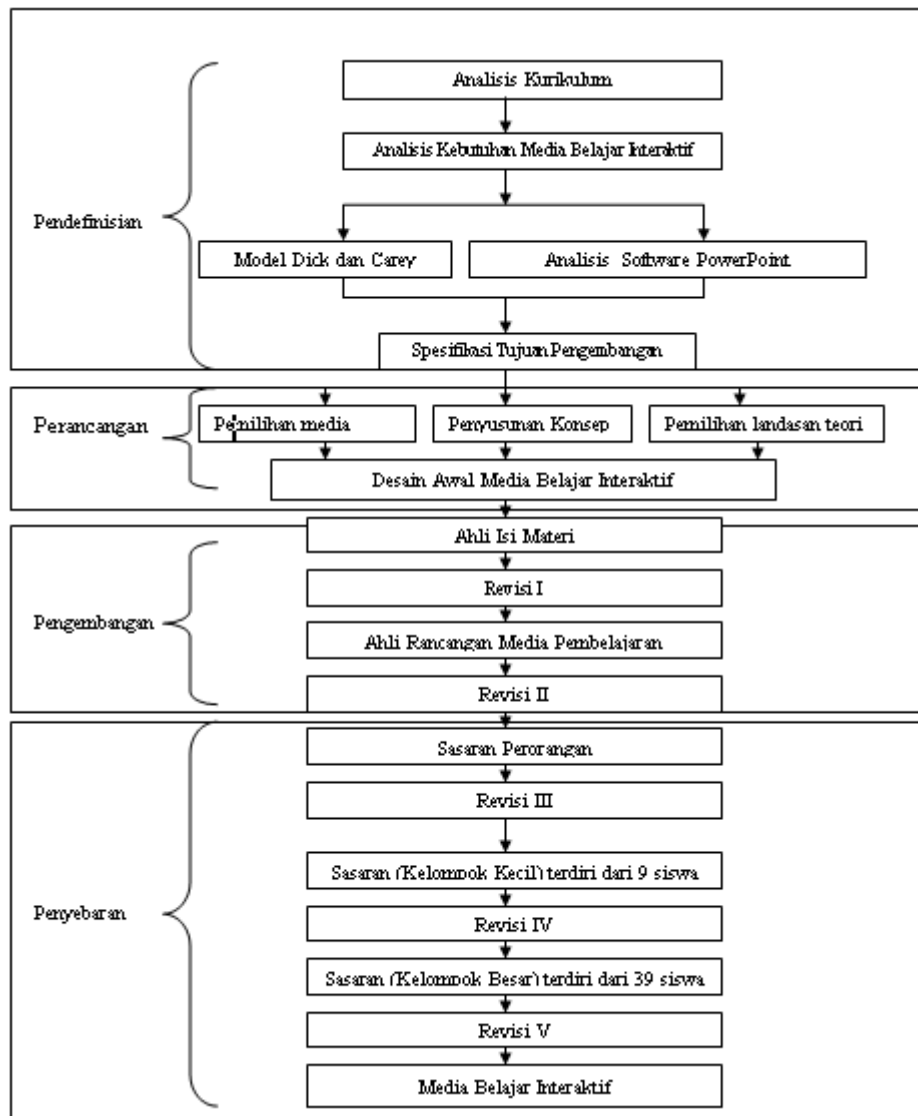 Analisis Kurikulum
Analisis Kebutuhan Media Belajar Interaktif
Pendefinisian
Model Dick dan Carey
Analisis Software PowerPoint
Spesifikasi Tujuan Pengembangan
Perancangan
Pemilihan media
Penyusunan Konsep
Pemilihan landasan teori
Desain Awal Media Belajar Interaktif
Ahli Isi Materi
Revisi I
Pengembangan
Ahli Rancangan Media Pembelajaran
Revisi II
Sasaran Perorangan
Revisi III
Sasaran (Kelompok Kecil) terdiri dari 9 siswa
Penyebaran
Revisi IV
Sasaran (Kelompok Besar) terdiri dari 39 siswa
Revisi V
Media Belajar Interaktif